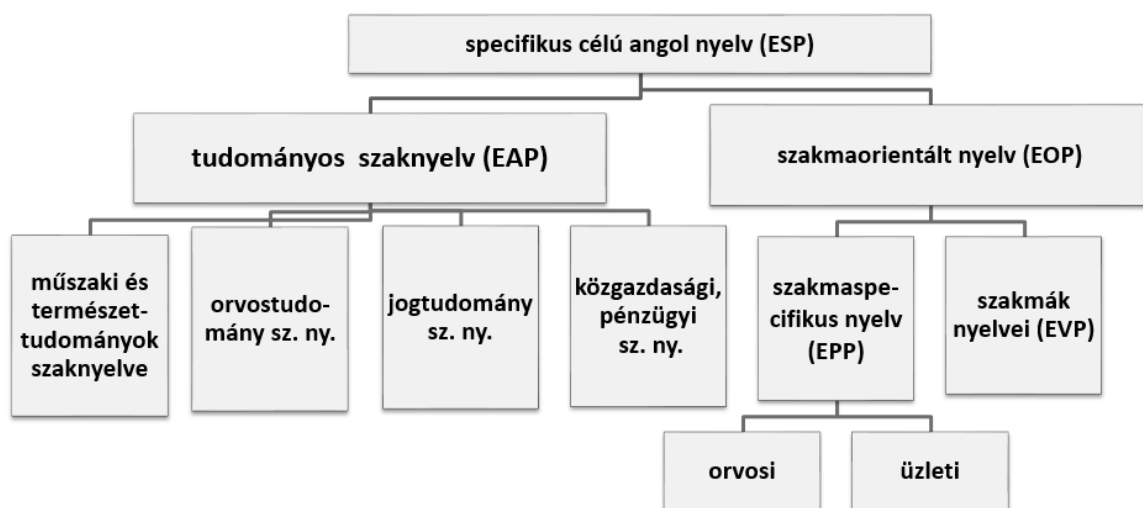 specifikus célú angol nyelv (ESP)
tudományos szaknyelv (EAP)
szakmaorientált nyelv (EOP)
műszaki és
természet-
tudományok
szaknyelve
orvostudo-
mány sz. ny.
jogtudomány
sz. ny.
közgazdasági,
pénzügyi
sz. ny.
szakmaspe-
cifikus nyelv
(EPP)
szakmák
nyelvei (EVP)
orvosi
üzleti